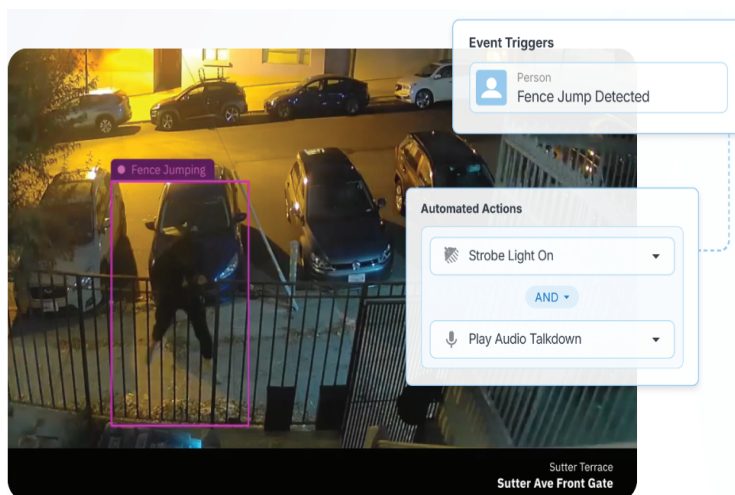 Event Triggers
Person
Fence Jump Detected
Fence Jumping
Automated Actions
Strobe Light On
AND
Play Audio Talkdown
Sutter Terrace
Sutter Ave Front Gate